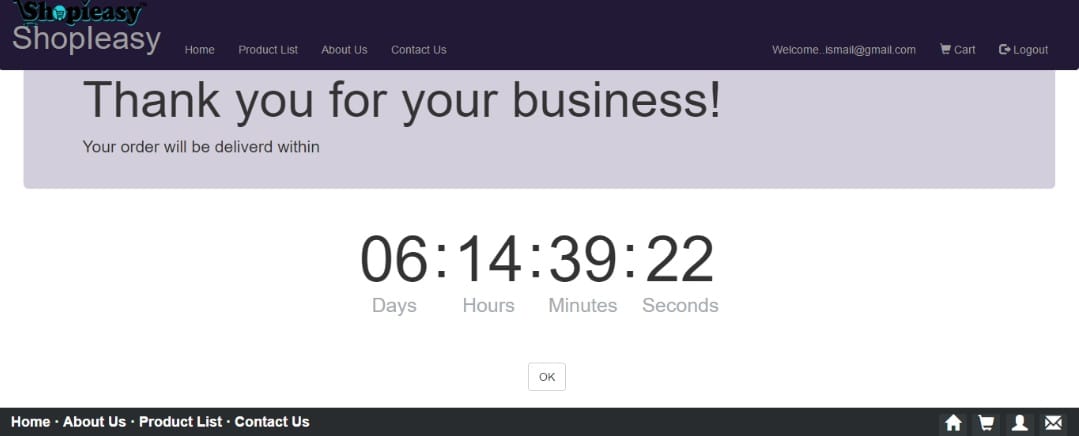 Shopieasy
ShopIeasy
Home Product List About Us Contact Us Welcome..ismail@gmail.com Cart Logout
Thank you for your business!
Your order will be deliverd within
06:14:39:22
Days Hours Minutes Seconds
OK
Home · About Us · Product List · Contact Us